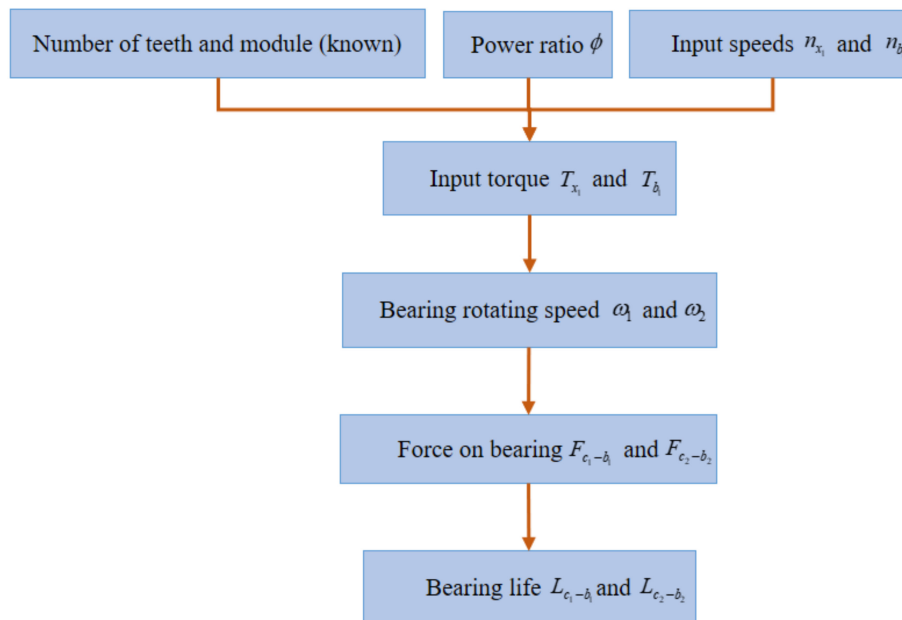 Number of teeth and module (known)
Power ratio ϕ
Input speeds n_{x_1} and n_b
Input torque T_{x_1} and T_{b_1}
Bearing rotating speed ω_1 and ω_2
Force on bearing F_{c_1-b_1} and F_{c_2-b_2}
Bearing life L_{c_1-b_1} and L_{c_2-b_2}